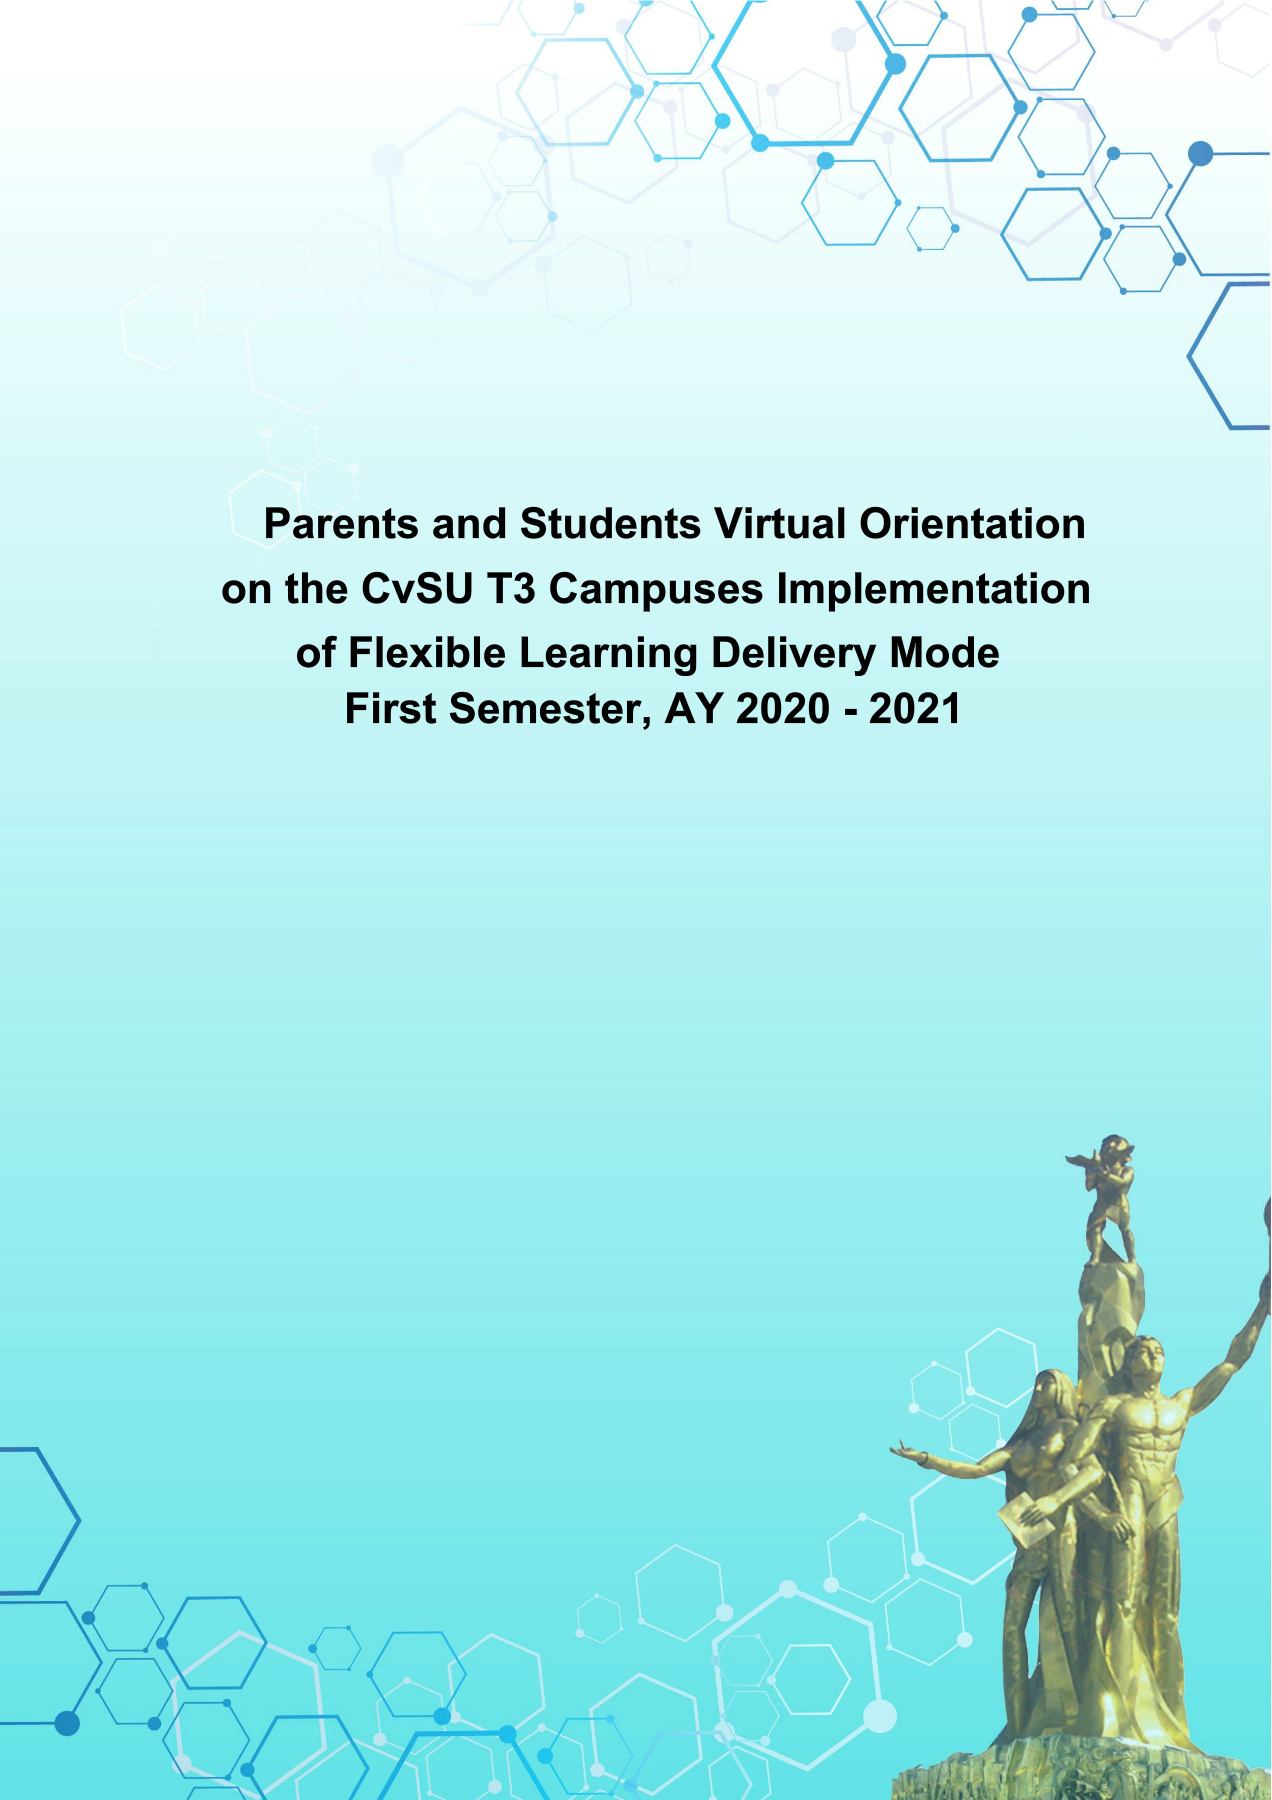 Parents and Students Virtual Orientation
on the CvSU T3 Campuses Implementation
of Flexible Learning Delivery Mode
First Semester, AY 2020 - 2021